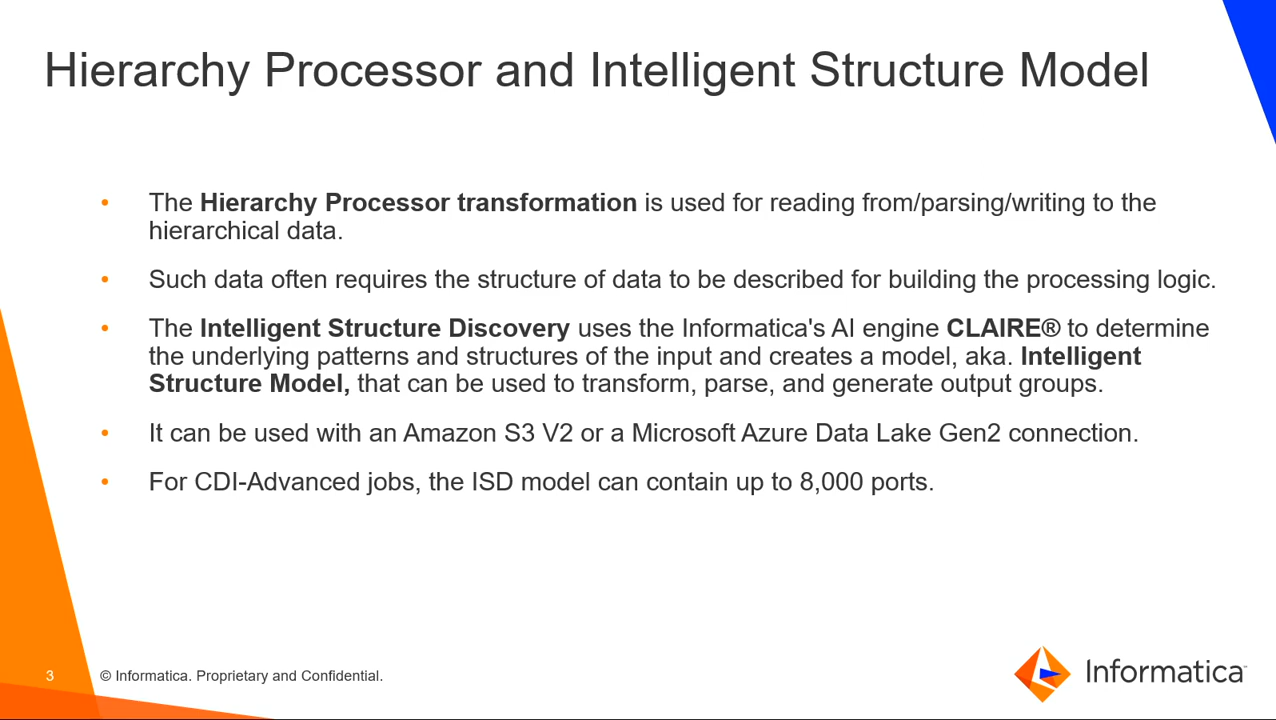 Hierarchy Processor and Intelligent Structure Model
• The Hierarchy Processor transformation is used for reading from/parsing/writing to the
hierarchical data.
• Such data often requires the structure of data to be described for building the processing logic.
• The Intelligent Structure Discovery uses the Informatica's AI engine CLAIRE® to determine
the underlying patterns and structures of the input and creates a model, aka. Intelligent
Structure Model, that can be used to transform, parse, and generate output groups.
• It can be used with an Amazon S3 V2 or a Microsoft Azure Data Lake Gen2 connection.
• For CDI-Advanced jobs, the ISD model can contain up to 8,000 ports.
3 © Informatica. Proprietary and Confidential.
Informatica™